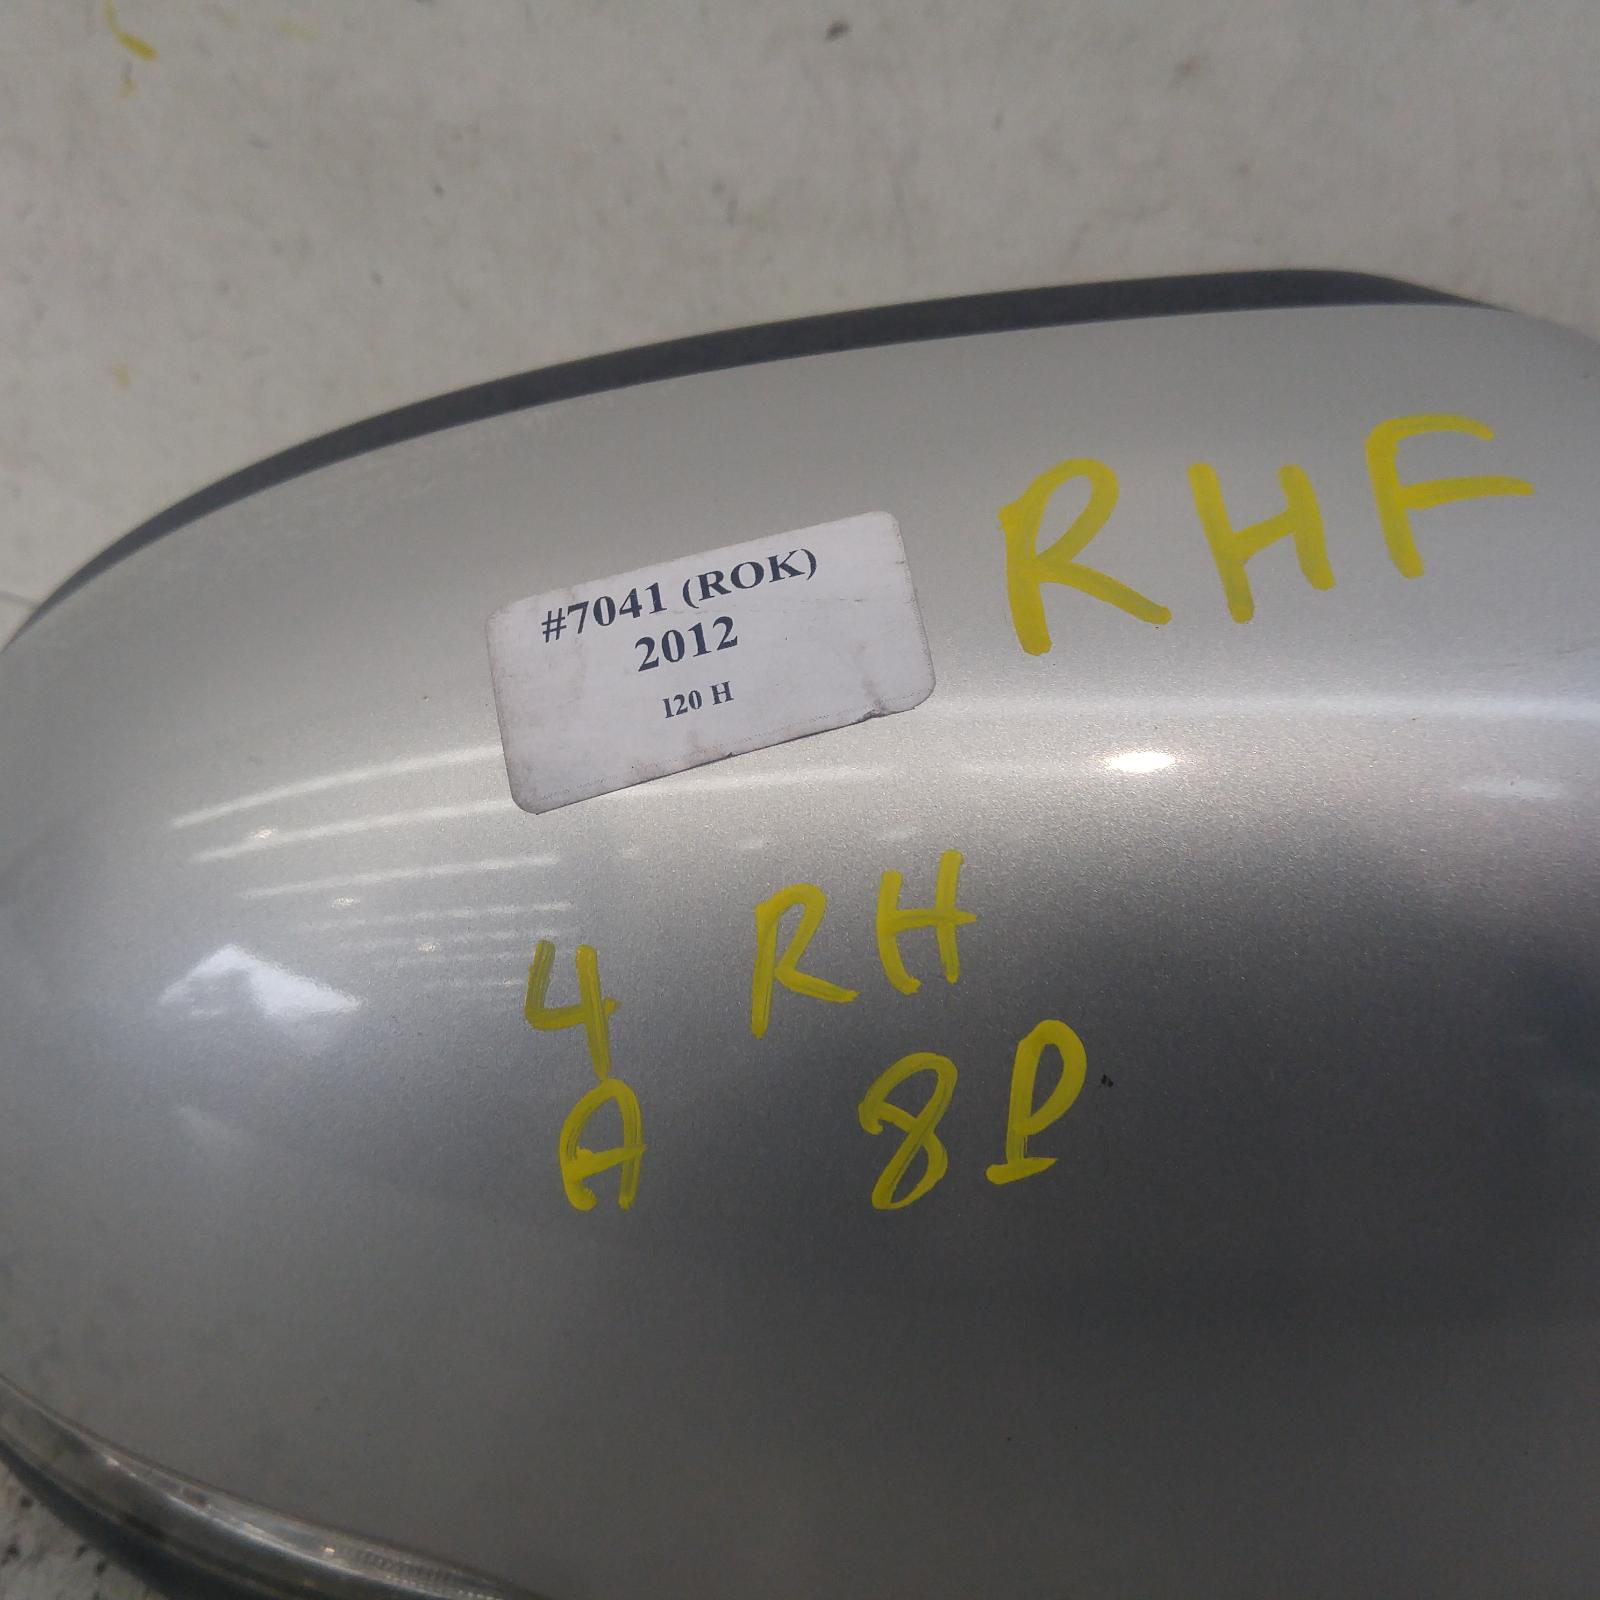 #7041 (ROK)
2012
I20 H
RHF
4 RH
A 8P